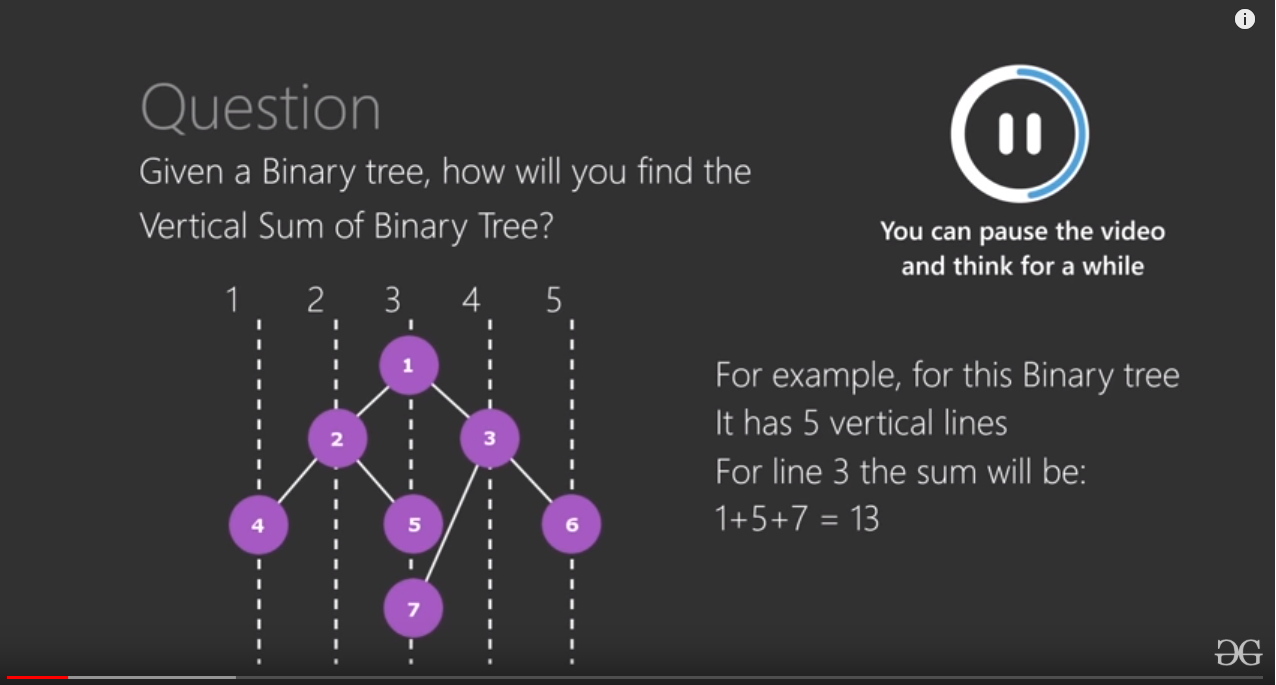 Question
Given a Binary tree, how will you find the
Vertical Sum of Binary Tree?
You can pause the video
and think for a while
1 2 3 4 5
1
2 3
4 5 6
7
For example, for this Binary tree
It has 5 vertical lines
For line 3 the sum will be:
1+5+7 = 13